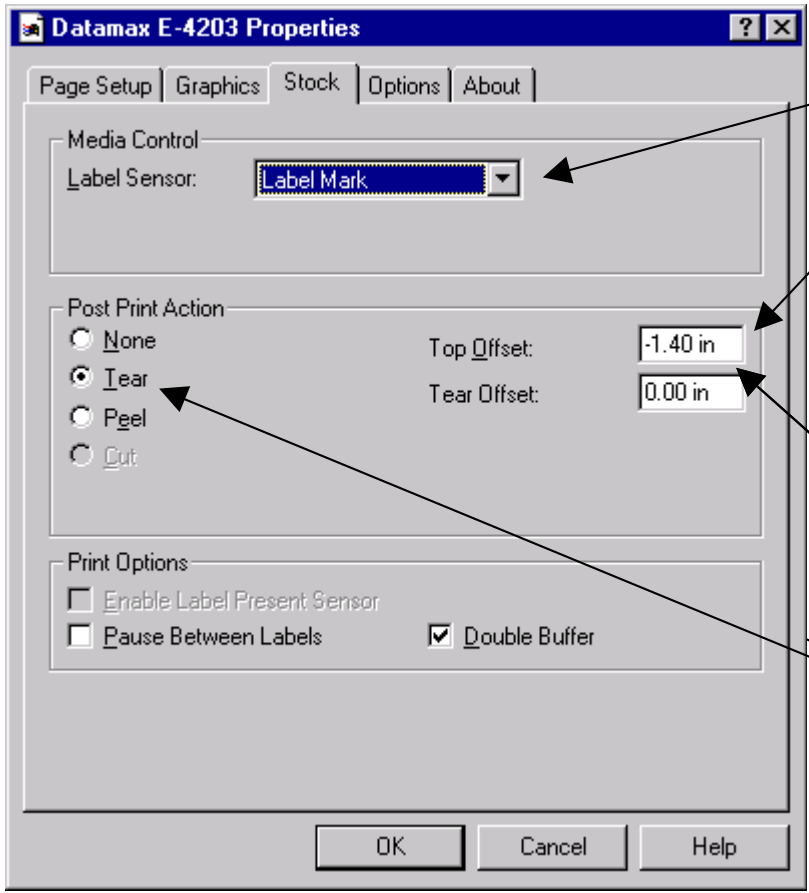 Datamax E-4203 Properties
Page Setup Graphics Stock Options About
Media Control
Label Sensor: Label Mark
Post Print Action
None
Top Offset: -1.40 in
Tear
Tear Offset: 0.00 in
Peel
Cut
Print Options
Enable Label Present Sensor
Pause Between Labels Double Buffer
OK Cancel Help